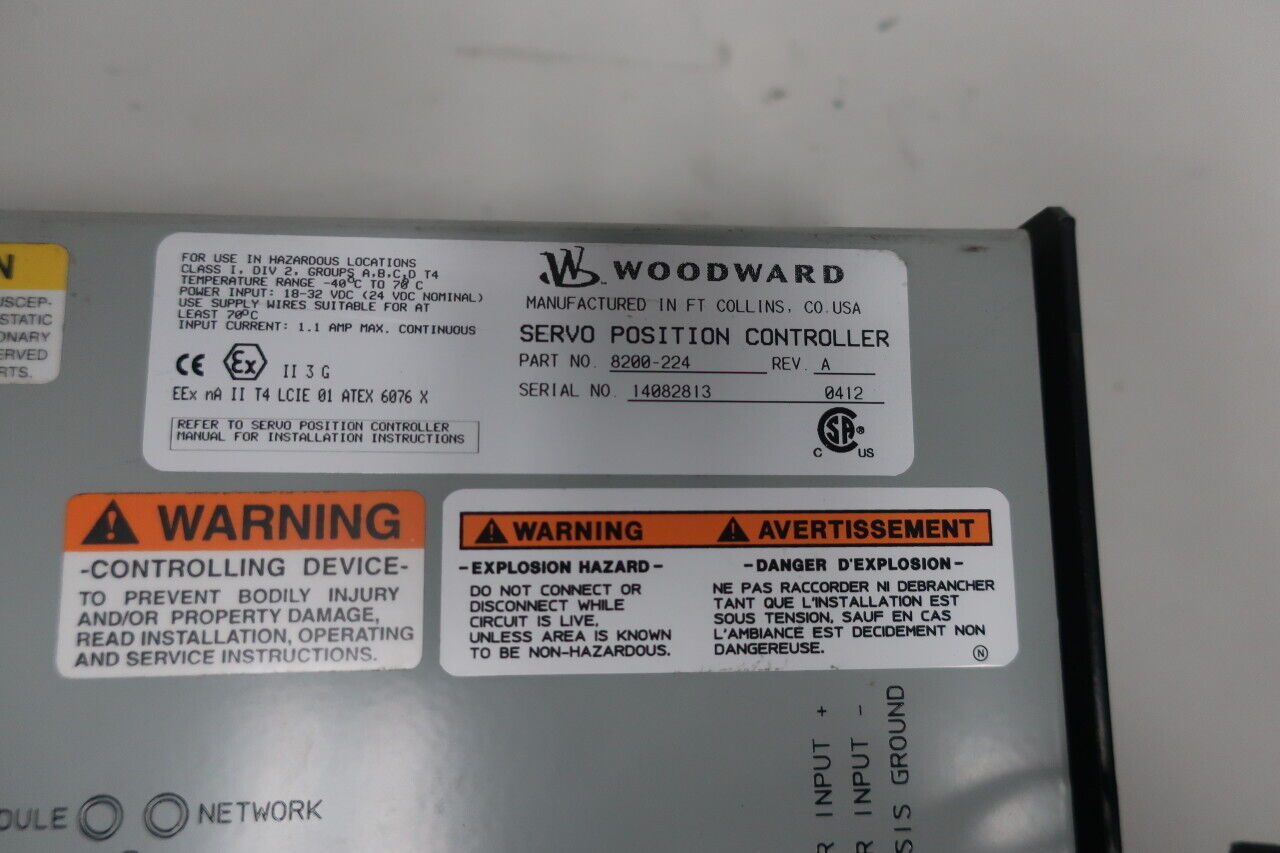 N
USCEP-
STATIC
ONARY
ERVED
RTS.
FOR USE IN HAZARDOUS LOCATIONS
CLASS I, DIV 2, GROUPS A,B,C,D T4
TEMPERATURE RANGE -40°C TO 70°C
POWER INPUT: 18-32 VDC (24 VDC NOMINAL)
USE SUPPLY WIRES SUITABLE FOR AT
LEAST 70°C
INPUT CURRENT: 1.1 AMP MAX. CONTINUOUS
CE Ex II 3 G
EEx nA II T4 LCIE 01 ATEX 6076 X
REFER TO SERVO POSITION CONTROLLER
MANUAL FOR INSTALLATION INSTRUCTIONS
W WOODWARD
MANUFACTURED IN FT COLLINS, CO.USA
SERVO POSITION CONTROLLER
PART NO. 8200-224 REV. A
SERIAL NO. 14082813 0412
C SA ® US
WARNING
-CONTROLLING DEVICE-
TO PREVENT BODILY INJURY
AND/OR PROPERTY DAMAGE,
READ INSTALLATION, OPERATING
AND SERVICE INSTRUCTIONS.
WARNING
-EXPLOSION HAZARD-
DO NOT CONNECT OR
DISCONNECT WHILE
CIRCUIT IS LIVE,
UNLESS AREA IS KNOWN
TO BE NON-HAZARDOUS.
AVERTISSEMENT
-DANGER D'EXPLOSION-
NE PAS RACCORDER NI DEBRANCHER
TANT QUE L'INSTALLATION EST
SOUS TENSION, SAUF EN CAS
L'AMBIANCE EST DECIDEMENT NON
DANGEREUSE.
N
R INPUT +
R INPUT -
SIS GROUND
DULE
NETWORK